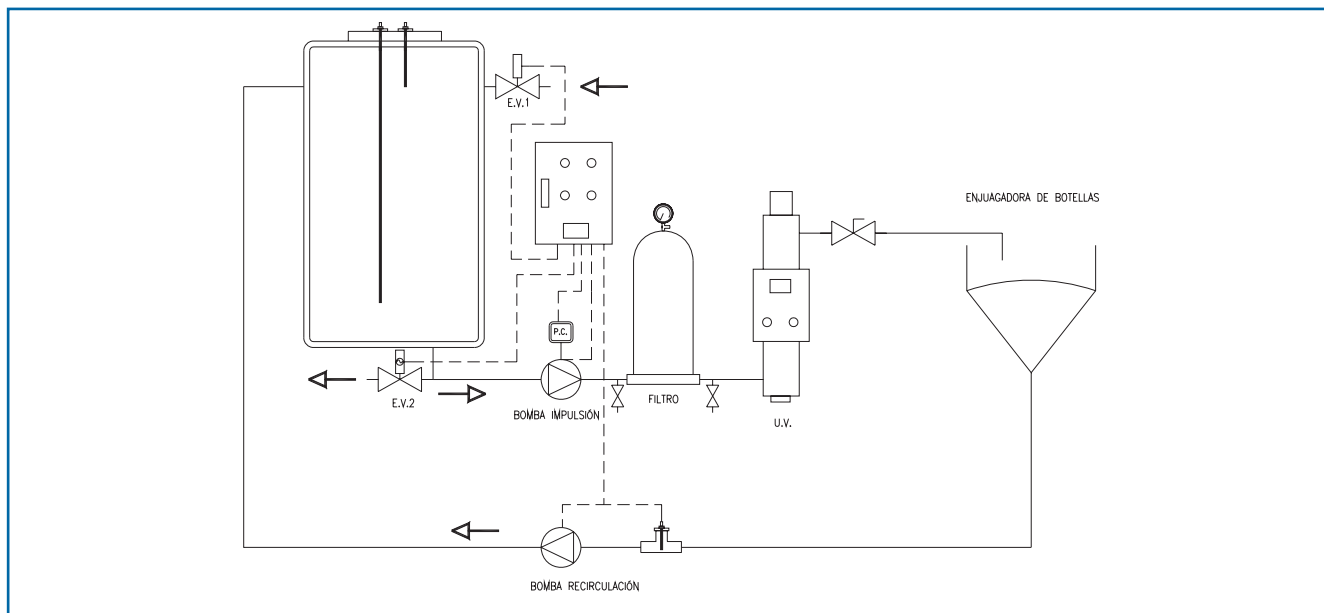 E.V.1
ENJUAGADORA DE BOTELLAS
P.C.
E.V.2
BOMBA IMPULSIÓN
FILTRO
U.V.
BOMBA RECIRCULACIÓN